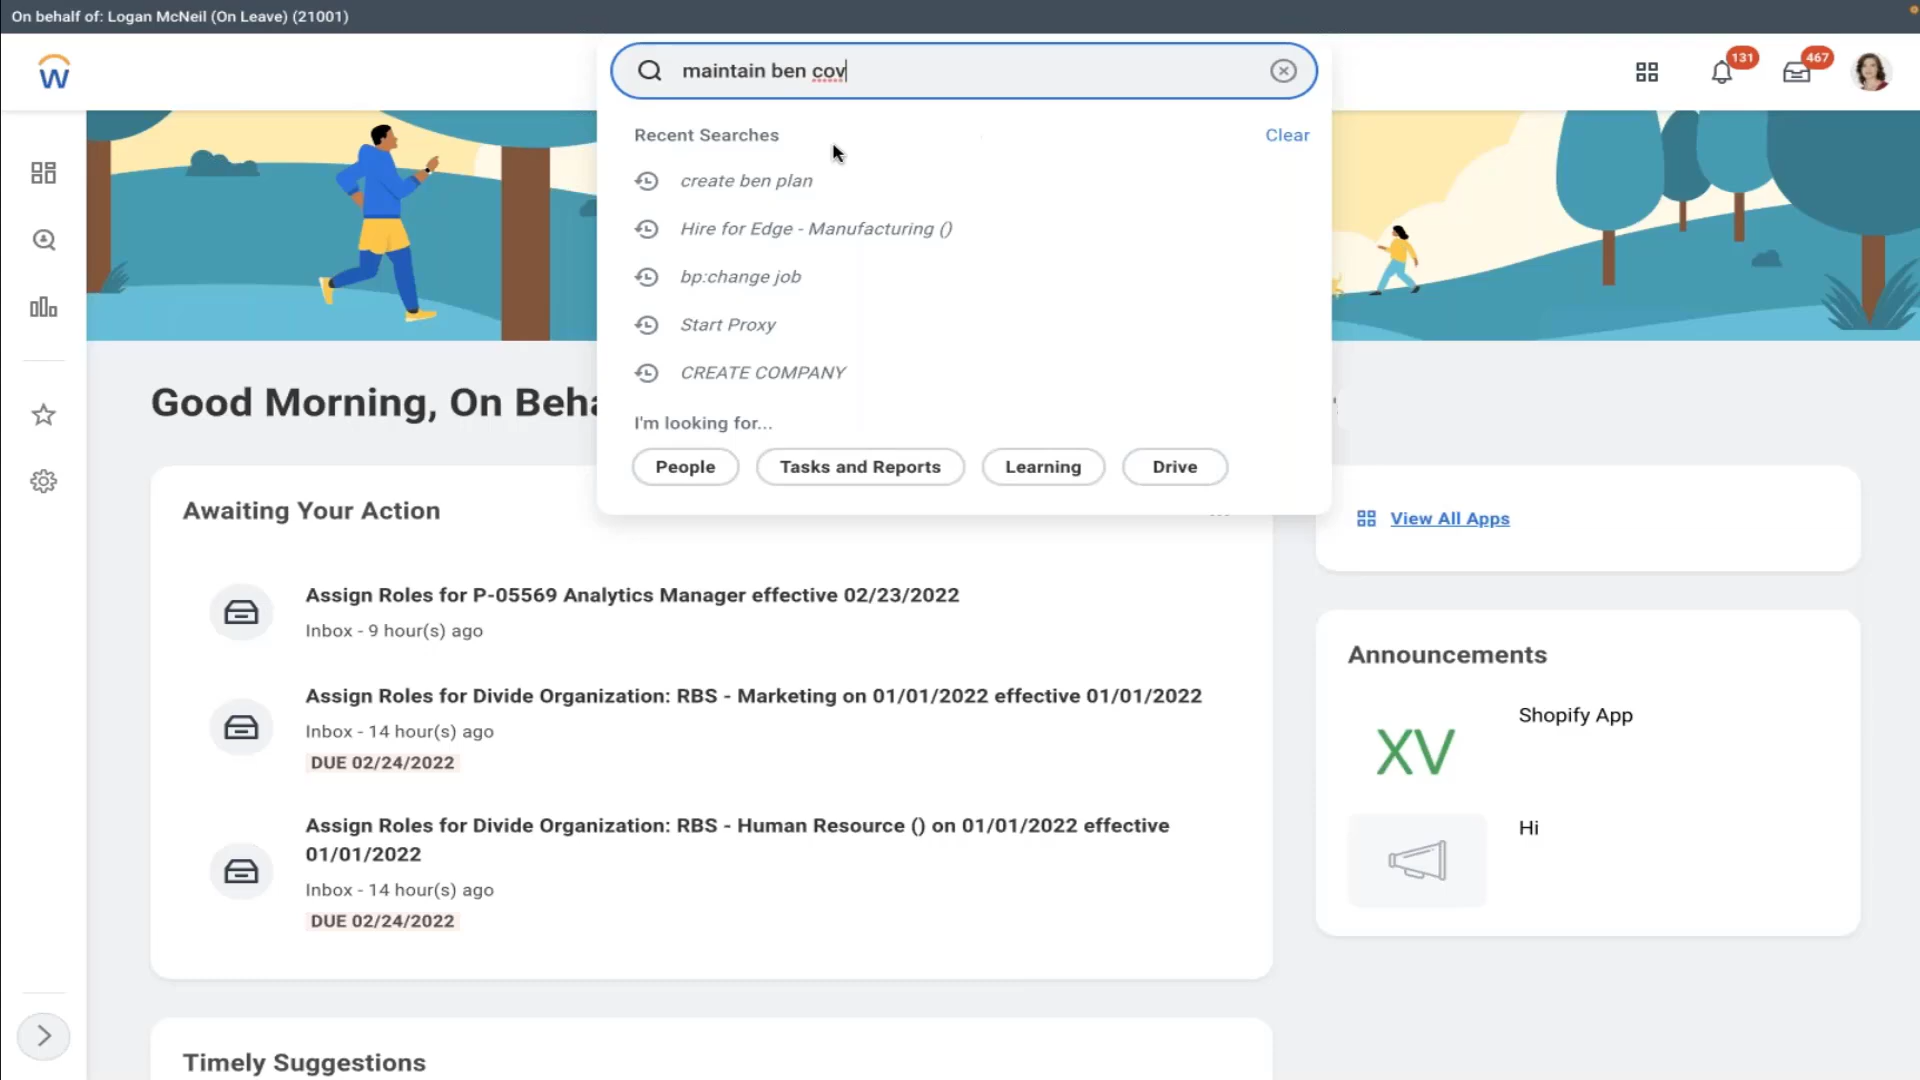 On behalf of: Logan McNeil (On Leave) (21001)
W
maintain ben cov
131
467
Recent Searches
Clear
create ben plan
Hire for Edge - Manufacturing ()
bp:change job
Start Proxy
CREATE COMPANY
I'm looking for...
People
Tasks and Reports
Learning
Drive
Good Morning, On Beh
Awaiting Your Action
View All Apps
Assign Roles for P-05569 Analytics Manager effective 02/23/2022
Inbox - 9 hour(s) ago
Assign Roles for Divide Organization: RBS - Marketing on 01/01/2022 effective 01/01/2022
Inbox - 14 hour(s) ago
DUE 02/24/2022
Assign Roles for Divide Organization: RBS - Human Resource () on 01/01/2022 effective
01/01/2022
Inbox - 14 hour(s) ago
DUE 02/24/2022
Announcements
XV
Shopify App
Hi
Timely Suggestions